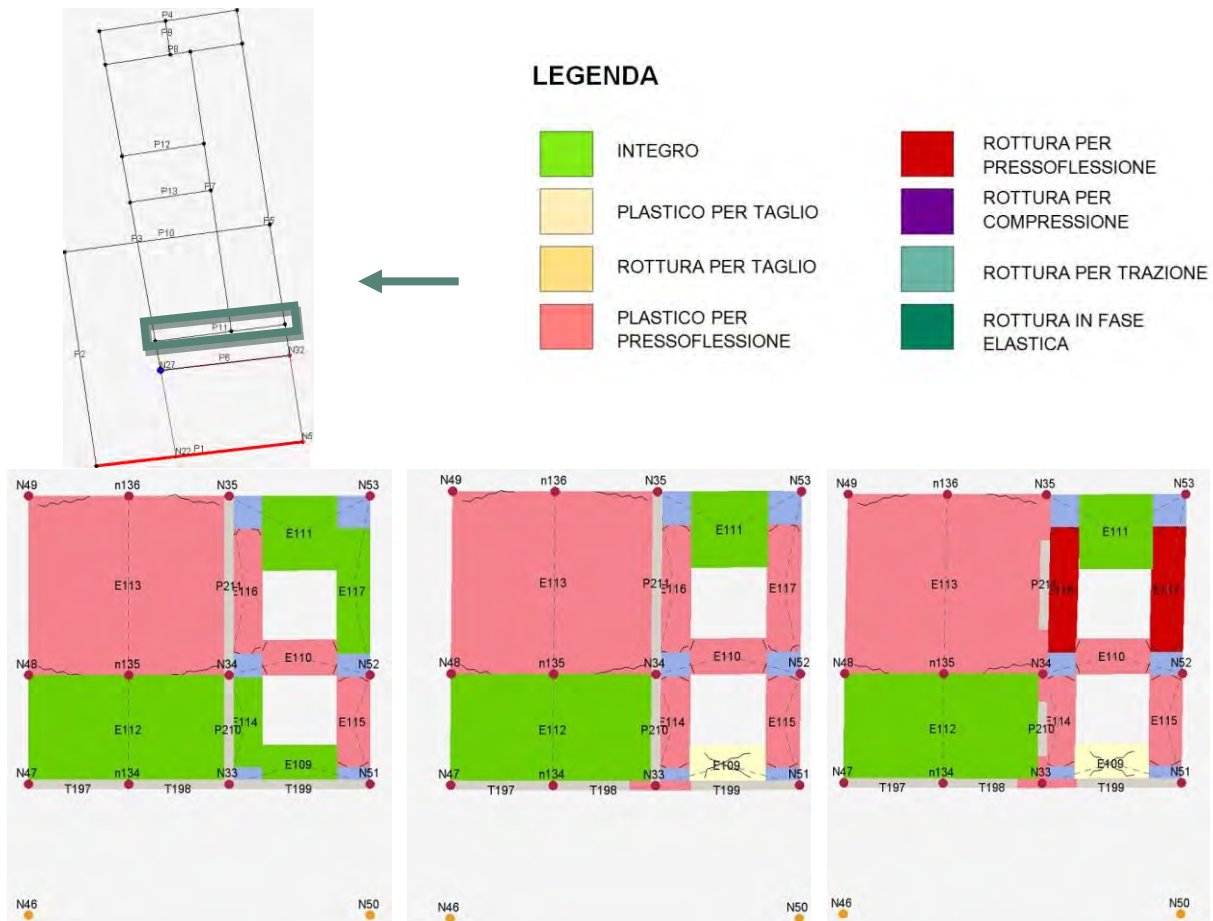 P4
P9
P8
P12
P13
P7
P5
P3
P10
P11
P2
N32
P6
N27
N5
N22
P1
LEGENDA
INTEGRO
PLASTICO PER TAGLIO
ROTTURA PER TAGLIO
PLASTICO PER
PRESSOFLESSIONE
ROTTURA PER
PRESSOFLESSIONE
ROTTURA PER
COMPRESSIONE
ROTTURA PER TRAZIONE
ROTTURA IN FASE
ELASTICA
N49 n136 N35 N53
E111
E113 P211 E116 E117
E110
N48 n135 N34 N52
E112 P210 E114 E115
E109
N47 n134 N33 N51
T197 T198 T199
N46 N50
N49 n136 N35 N53
E111
E113 P211 E116 E117
E110
N48 n135 N34 N52
E112 P210 E114 E115
E109
N47 n134 N33 N51
T197 T198 T199
N46 N50
N49 n136 N35 N53
E111
E113 E117
E110
N48 n135 N34 N52
E112 P210 E114 E115
E109
N47 n134 N33 N51
T197 T198 T199
N46 N50